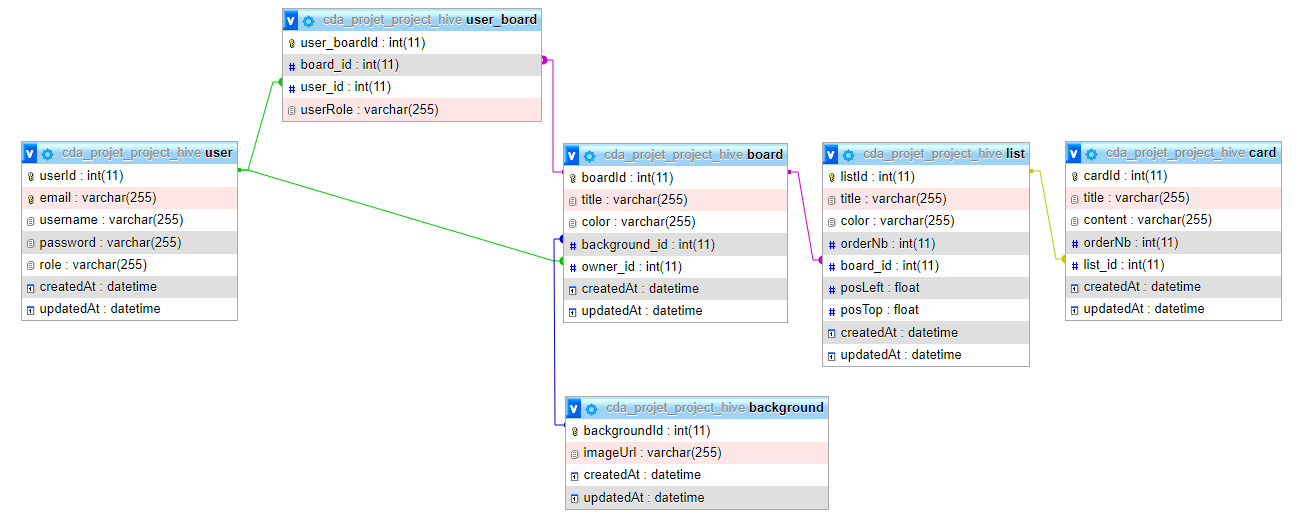 cda_projet_project_hive user_board
user_boardId : int(11)
board_id : int(11)
user_id : int(11)
userRole : varchar(255)
cda_projet_project_hive user
userId : int(11)
email : varchar(255)
username : varchar(255)
password : varchar(255)
role : varchar(255)
createdAt : datetime
updatedAt : datetime
cda_projet_project_hive board
boardId : int(11)
title : varchar(255)
color : varchar(255)
background_id : int(11)
owner_id : int(11)
createdAt : datetime
updatedAt : datetime
cda_projet_project_hive list
listId : int(11)
title : varchar(255)
color : varchar(255)
orderNb : int(11)
board_id : int(11)
posLeft : float
posTop : float
createdAt : datetime
updatedAt : datetime
cda_projet_project_hive card
cardId : int(11)
title : varchar(255)
content : varchar(255)
orderNb : int(11)
list_id : int(11)
createdAt : datetime
updatedAt : datetime
cda_projet_project_hive background
backgroundId : int(11)
imageUrl : varchar(255)
createdAt : datetime
updatedAt : datetime